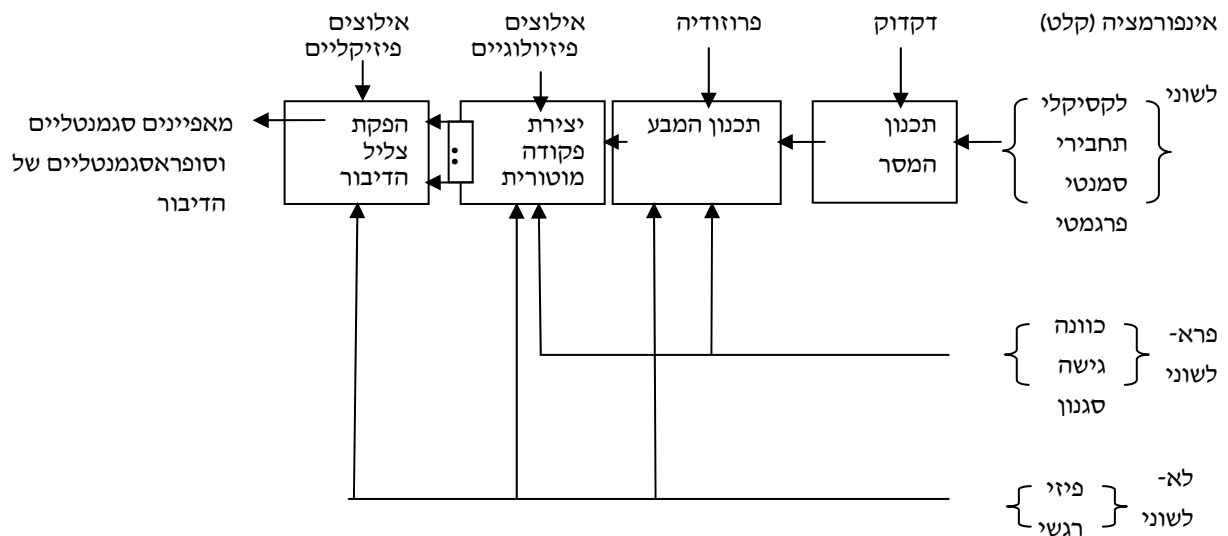 אינפורמציה (קלט)
דקדוק
פרוזודיה
אילוצים
פיזיולוגיים
אילוצים
פיזיקליים
לשוני
לקסיקלי
תחבירי
סמנטי
פרגמטי
תכנון
המסר
תכנון המבע
יצירת
פקודה
מוטורית
הפקת
צליל
הדיבור
מאפיינים סגמנטליים
וסופראסגמנטליים של
הדיבור
פרא-
לשוני
כוונה
גישה
סגנון
לא-
לשוני
פיזי
רגשי